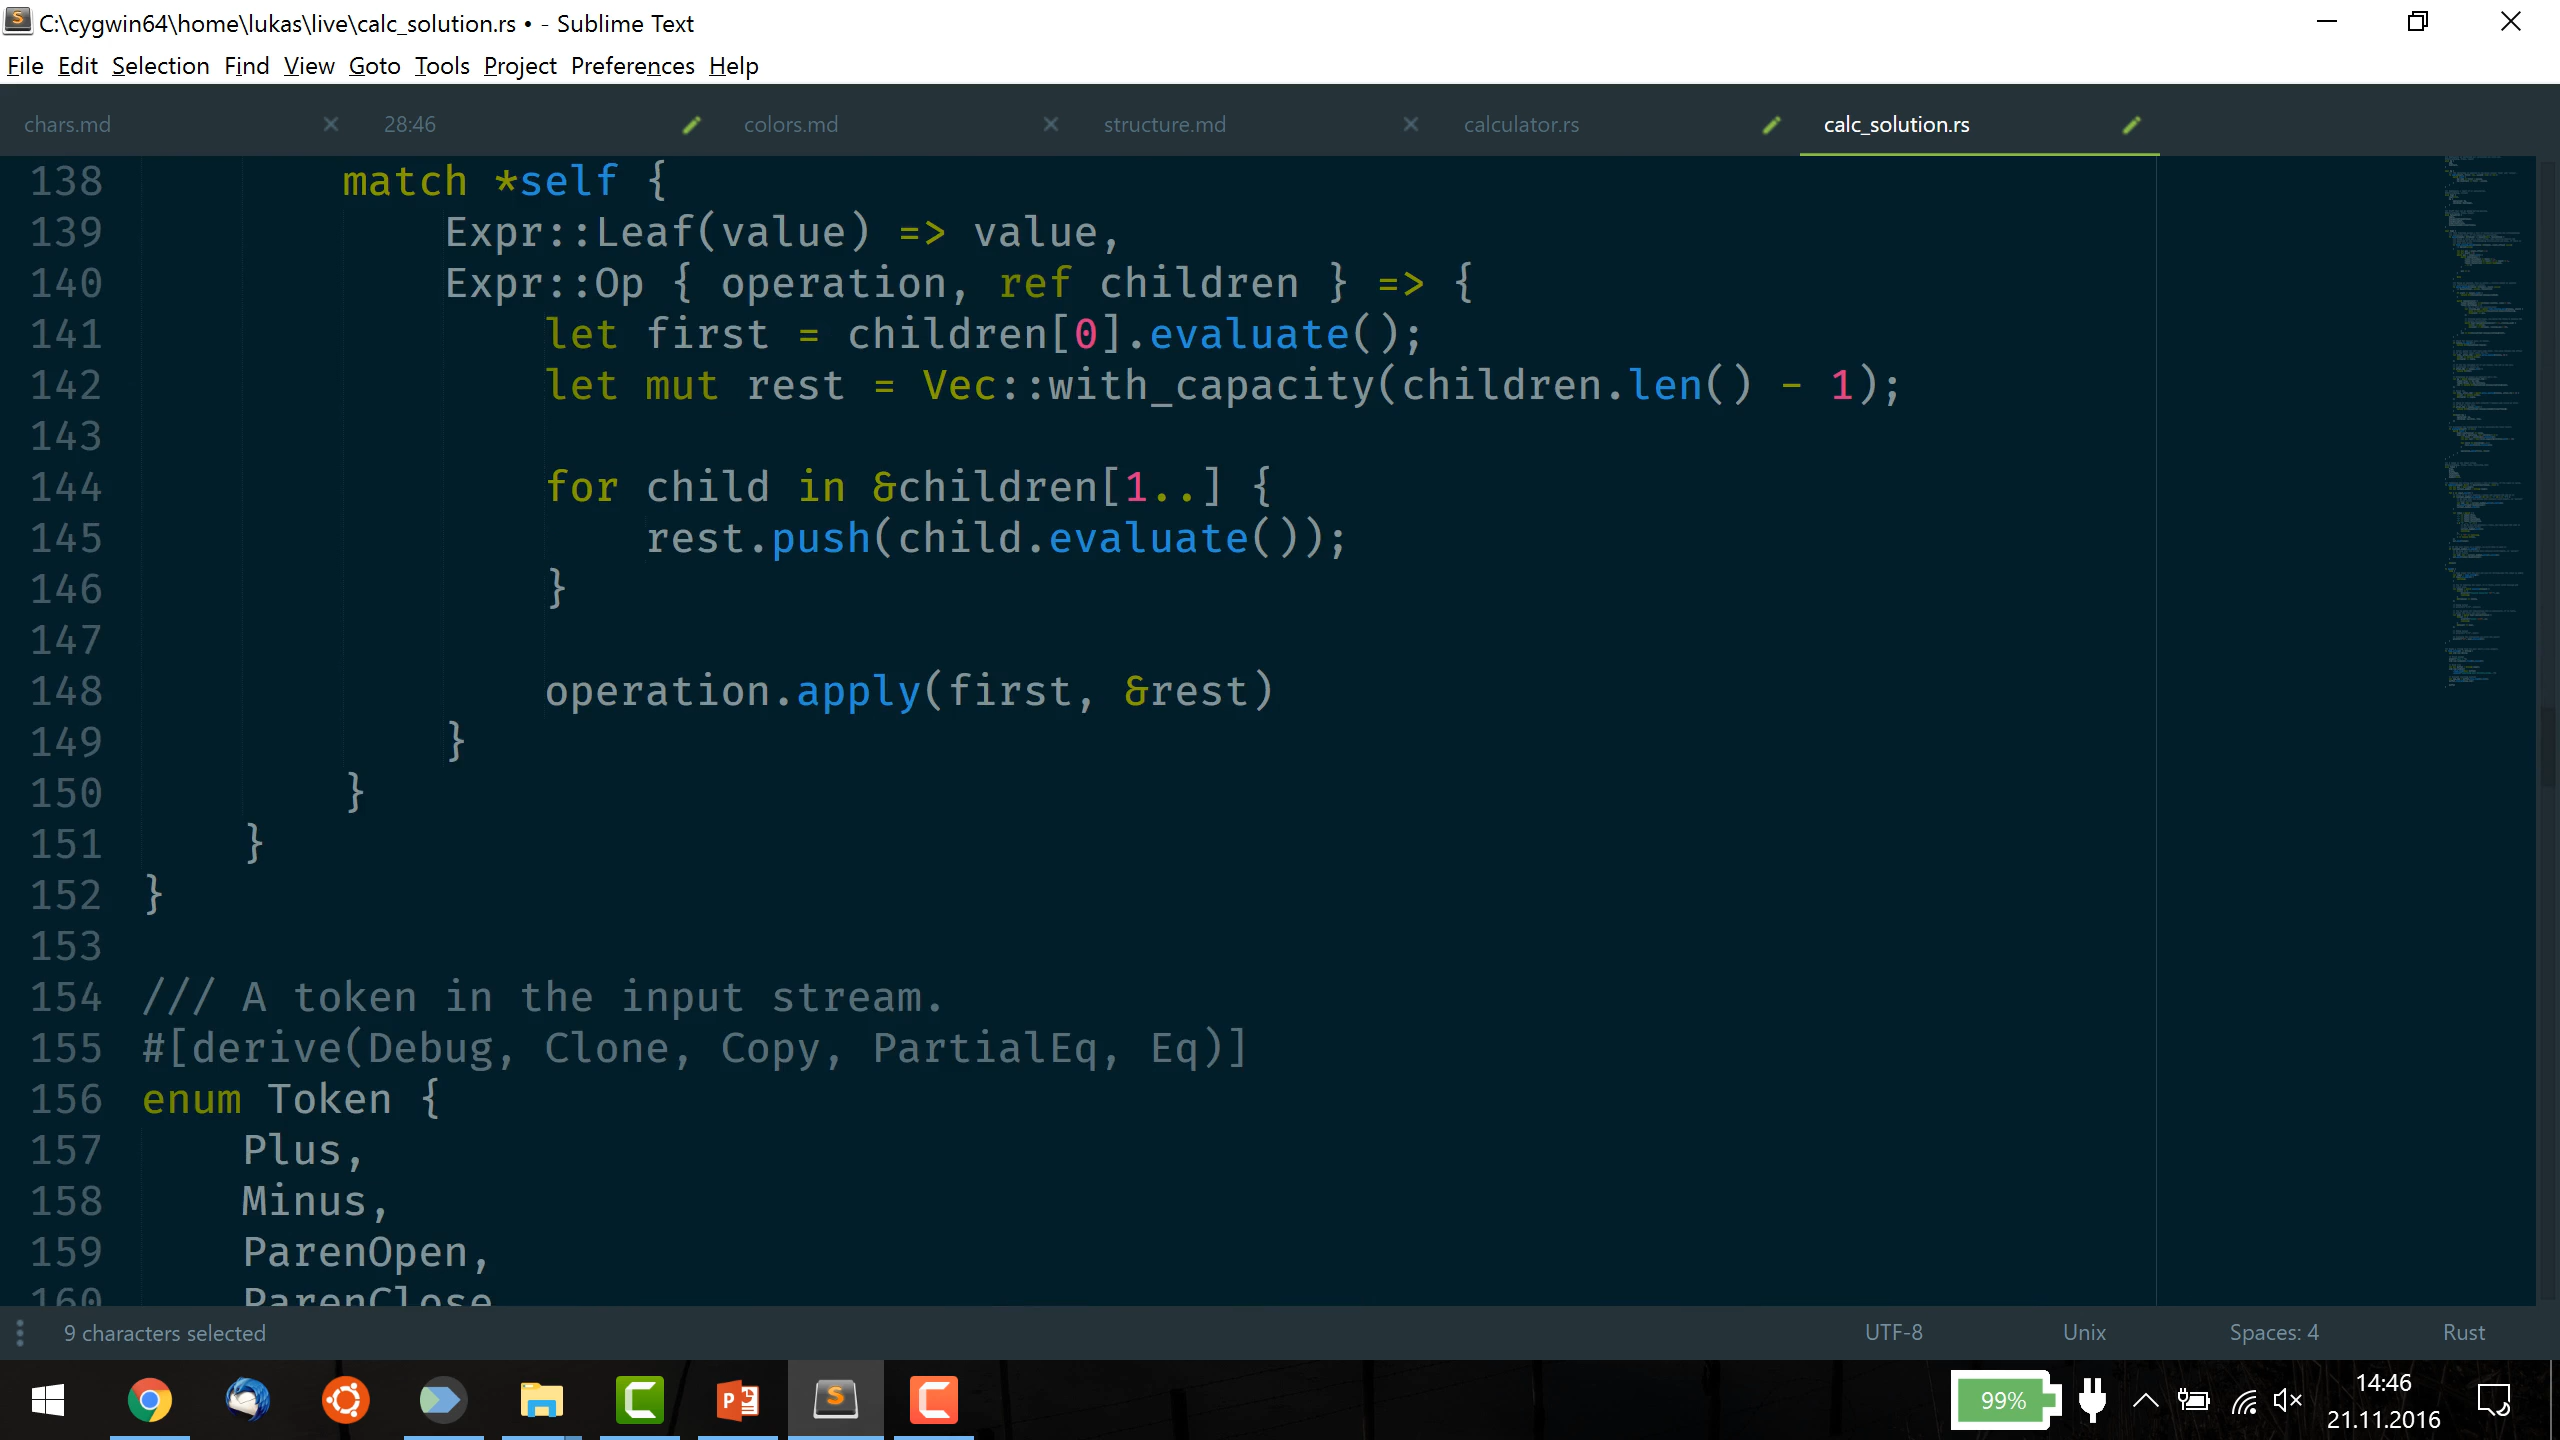 C:\cygwin64\home\lukas\live\calc_solution.rs • - Sublime Text
File Edit Selection Find View Goto Tools Project Preferences Help
chars.md 28:46 colors.md structure.md calculator.rs calc_solution.rs
138 match *self {
139 Expr::Leaf(value) => value,
140 Expr::Op { operation, ref children } => {
141 let first = children[0].evaluate();
142 let mut rest = Vec::with_capacity(children.len() - 1);
143
144 for child in &children[1..] {
145 rest.push(child.evaluate());
146 }
147
148 operation.apply(first, &rest)
149 }
150 }
151 }
152 }
153
154 /// A token in the input stream.
155 #[derive(Debug, Clone, Copy, PartialEq, Eq)]
156 enum Token {
157 Plus,
158 Minus,
159 ParenOpen,
160 ParenClose
9 characters selected UTF-8 Unix Spaces: 4 Rust
99% 14:46
21.11.2016